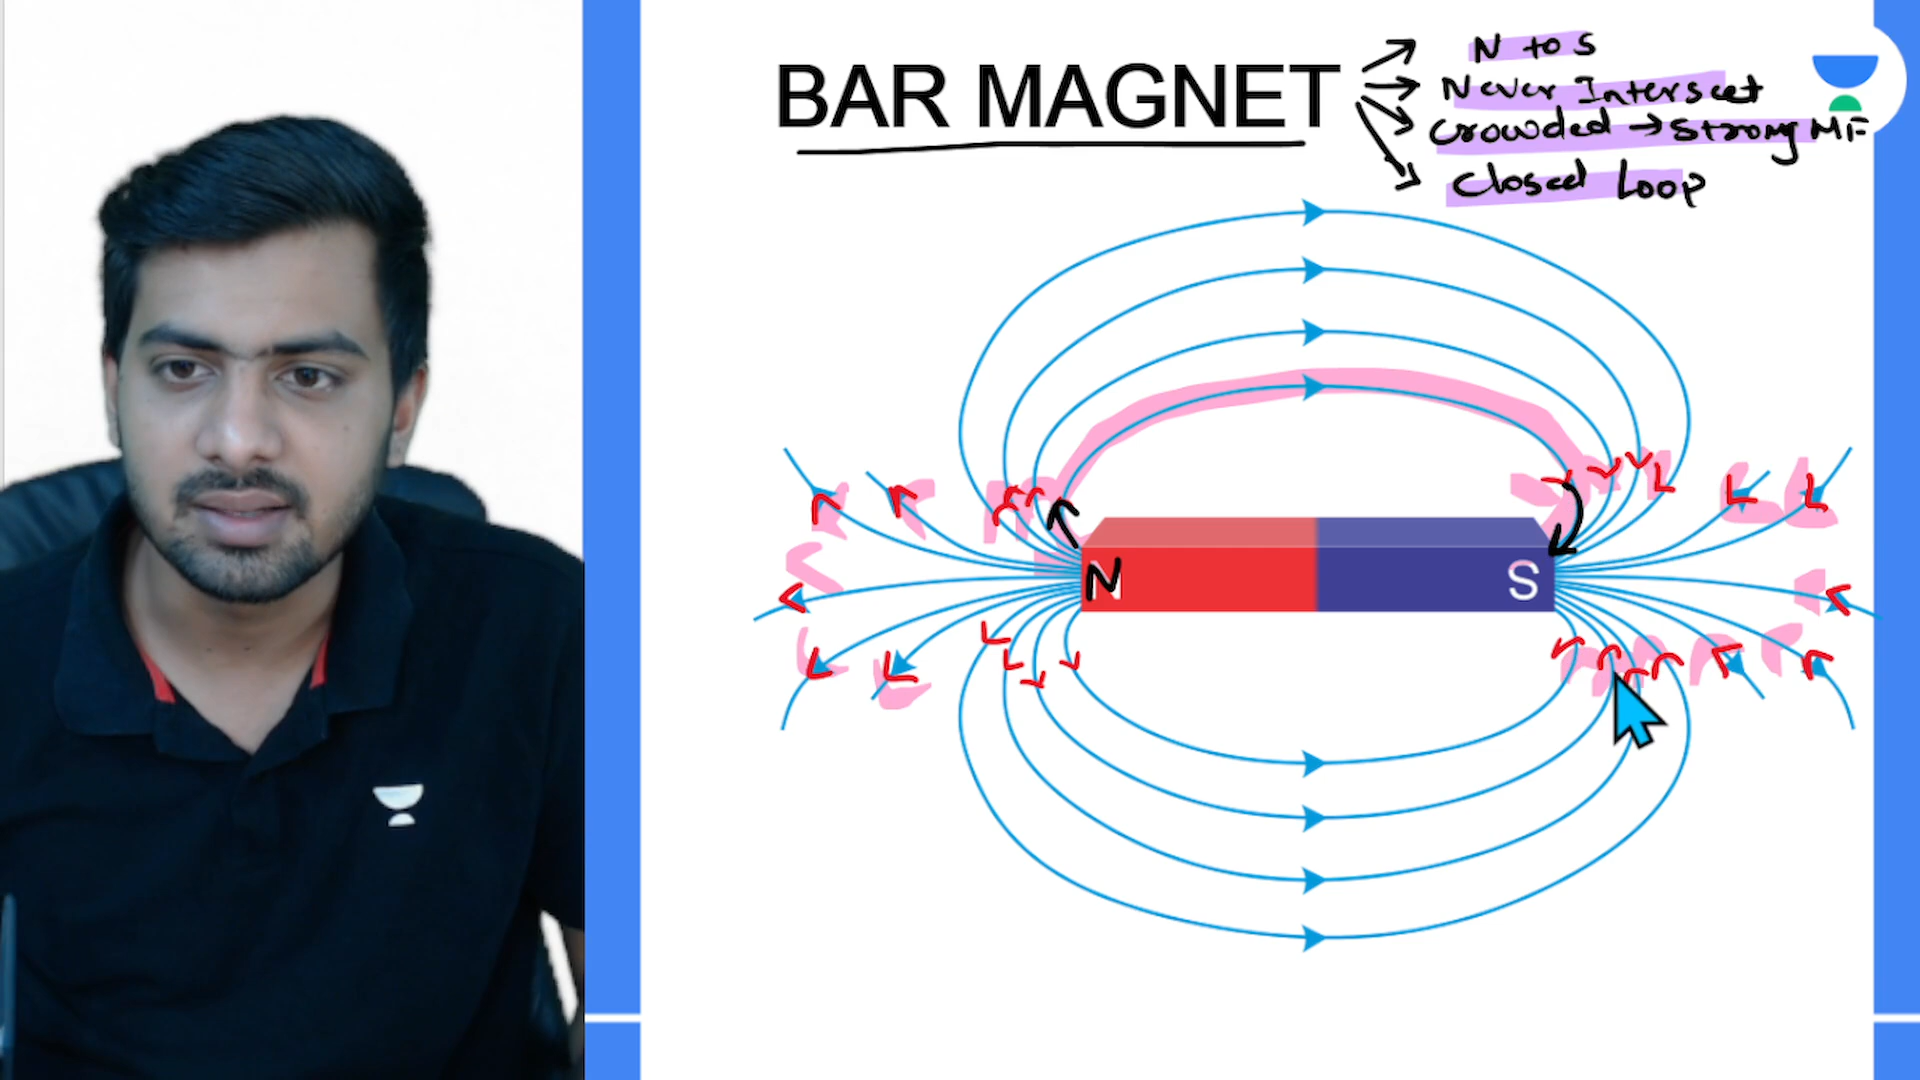 BAR MAGNET
N to S
Never Intersect
Crowded → Strong MF
Closed Loop
N
S